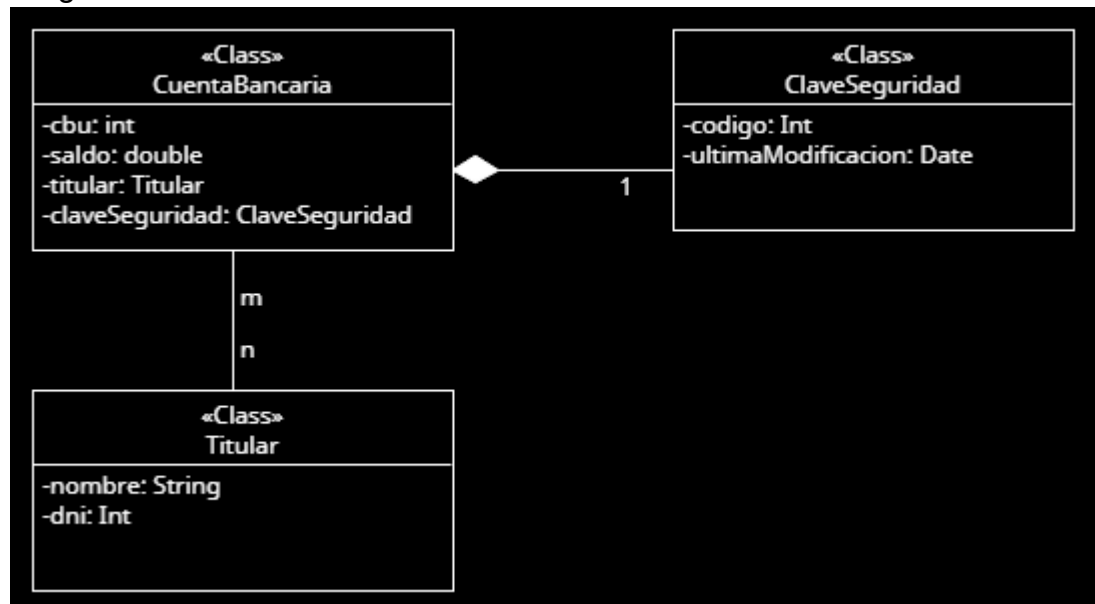 «Class»
CuentaBancaria
-cbu: int
-saldo: double
-titular: Titular
-claveSeguridad: ClaveSeguridad
«Class»
ClaveSeguridad
-codigo: Int
-ultimaModificacion: Date
1
m
n
«Class»
Titular
-nombre: String
-dni: Int